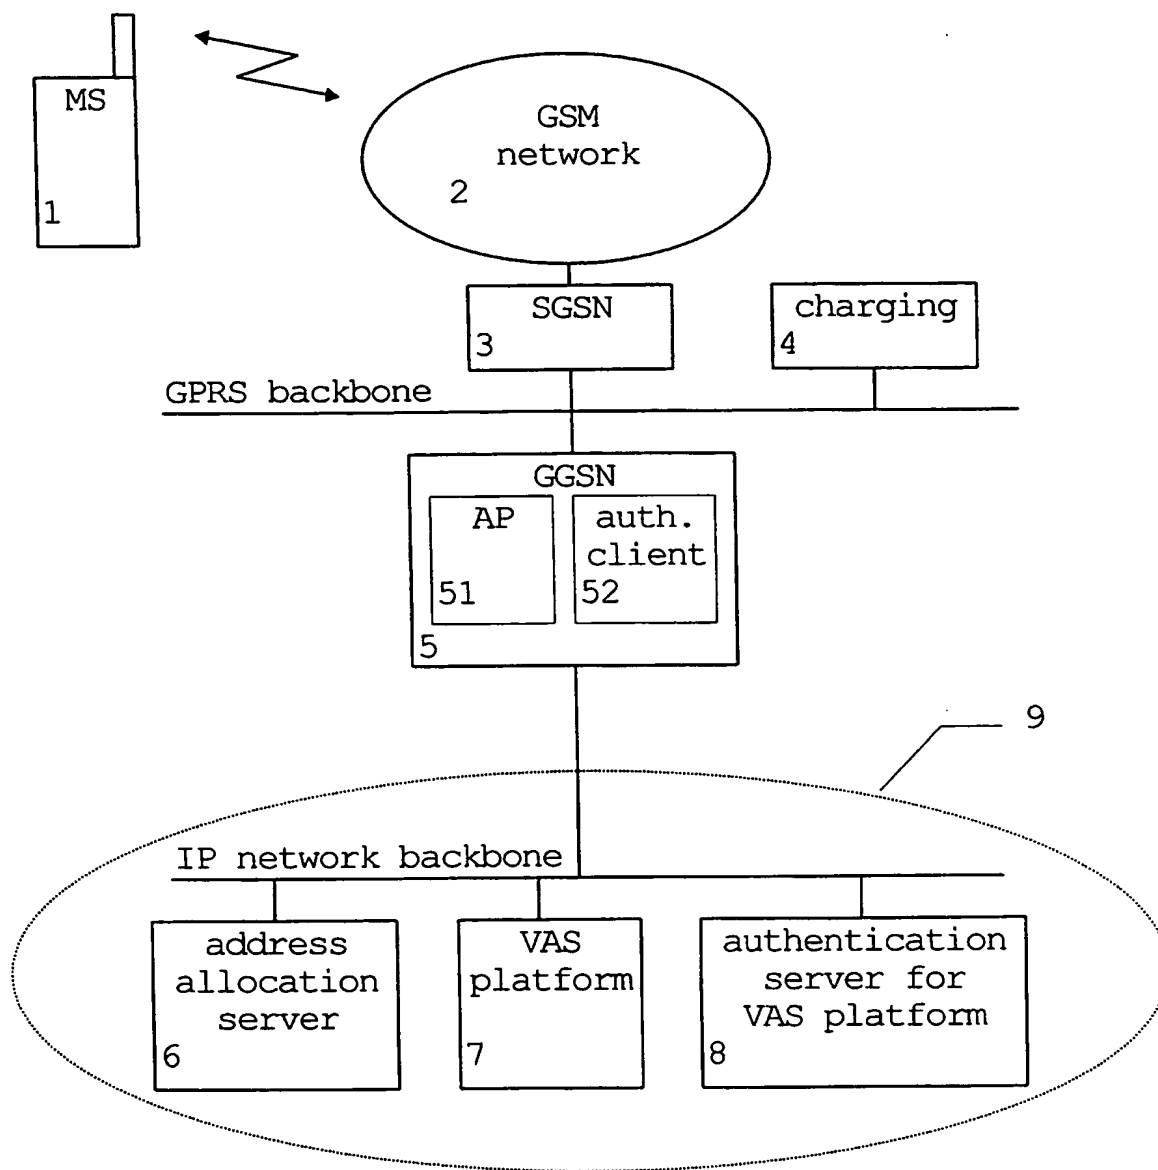 MS
1
GSM
network
2
SGSN
3
charging
4
GPRS backbone
GGSN
AP
51
auth.
client
52
5
9
IP network backbone
address
allocation
server
6
VAS
platform
7
authentication
server for
VAS platform
8